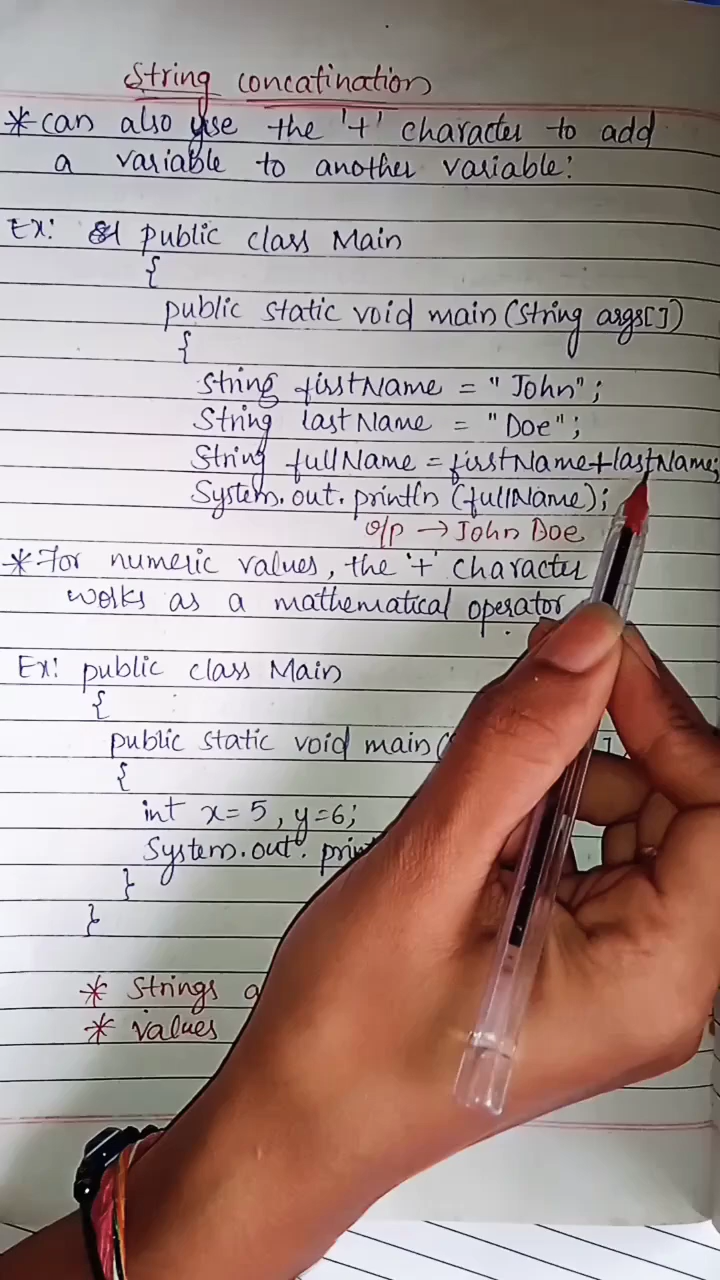 String concatination
* can also use the '+' character to add
a variable to another variable:
Ex: public class Main
{
public static void main(String args[])
{
String firstName = "John";
String lastName = "Doe";
String fullName = firstName+lastName;
System.out.println (fullName);
o/p → John Doe
* For numeric values, the '+' character
works as a mathematical operator
Ex: public class Main
{
public static void main(
{
int x=5, y=6;
System.out.
}
}
* Strings
* values